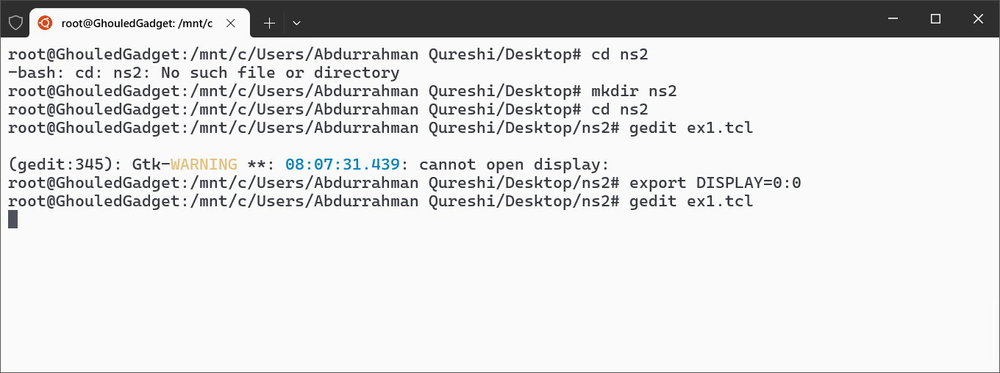 root@GhouledGadget: /mnt/c
root@GhouledGadget:/mnt/c/Users/Abdurrahman Qureshi/Desktop# cd ns2
-bash: cd: ns2: No such file or directory
root@GhouledGadget:/mnt/c/Users/Abdurrahman Qureshi/Desktop# mkdir ns2
root@GhouledGadget:/mnt/c/Users/Abdurrahman Qureshi/Desktop# cd ns2
root@GhouledGadget:/mnt/c/Users/Abdurrahman Qureshi/Desktop/ns2# gedit ex1.tcl
(gedit:345): Gtk-WARNING **: 08:07:31.439: cannot open display:
root@GhouledGadget:/mnt/c/Users/Abdurrahman Qureshi/Desktop/ns2# export DISPLAY=0:0
root@GhouledGadget:/mnt/c/Users/Abdurrahman Qureshi/Desktop/ns2# gedit ex1.tcl